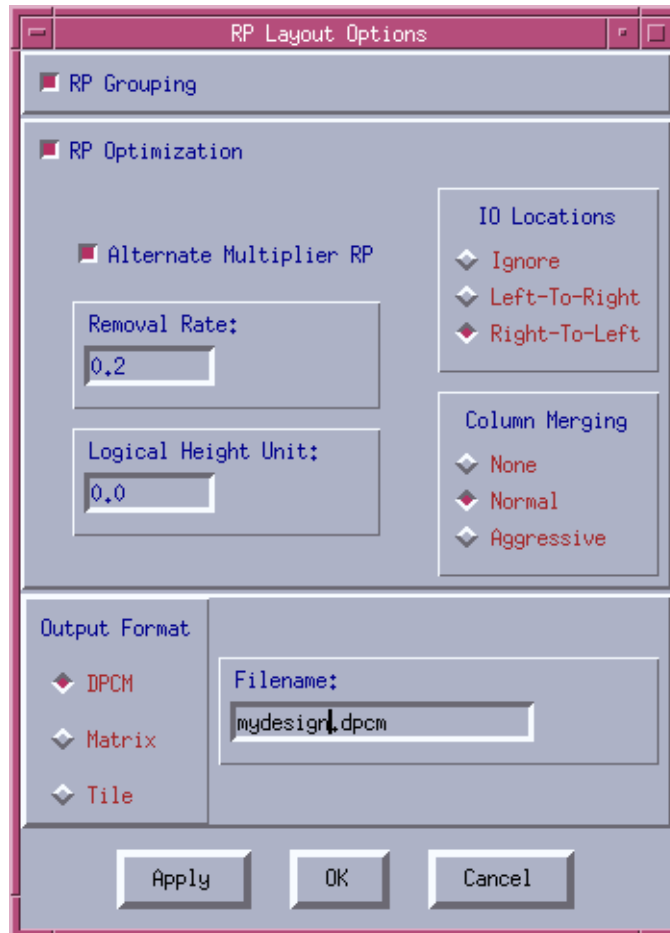 RP Layout Options
RP Grouping
RP Optimization
Alternate Multiplier RP
Removal Rate:
0.2
Logical Height Unit:
0.0
IO Locations
Ignore
Left-To-Right
Right-To-Left
Column Merging
None
Normal
Aggressive
Output Format
DPCM
Matrix
Tile
Filename:
mydesign.dpcm
Apply
OK
Cancel